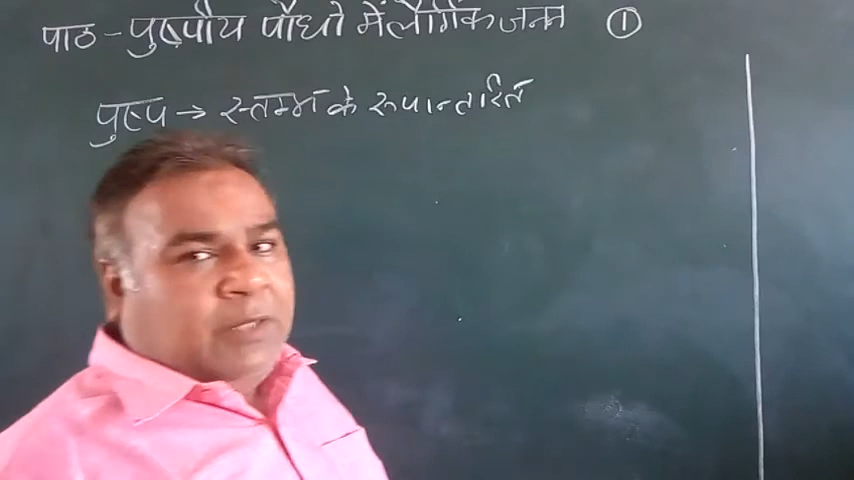 पाठ - पुष्पीय पौधो में लैगिंक जनन ①
पुष्प → स्तम्भ के रूपान्तरित